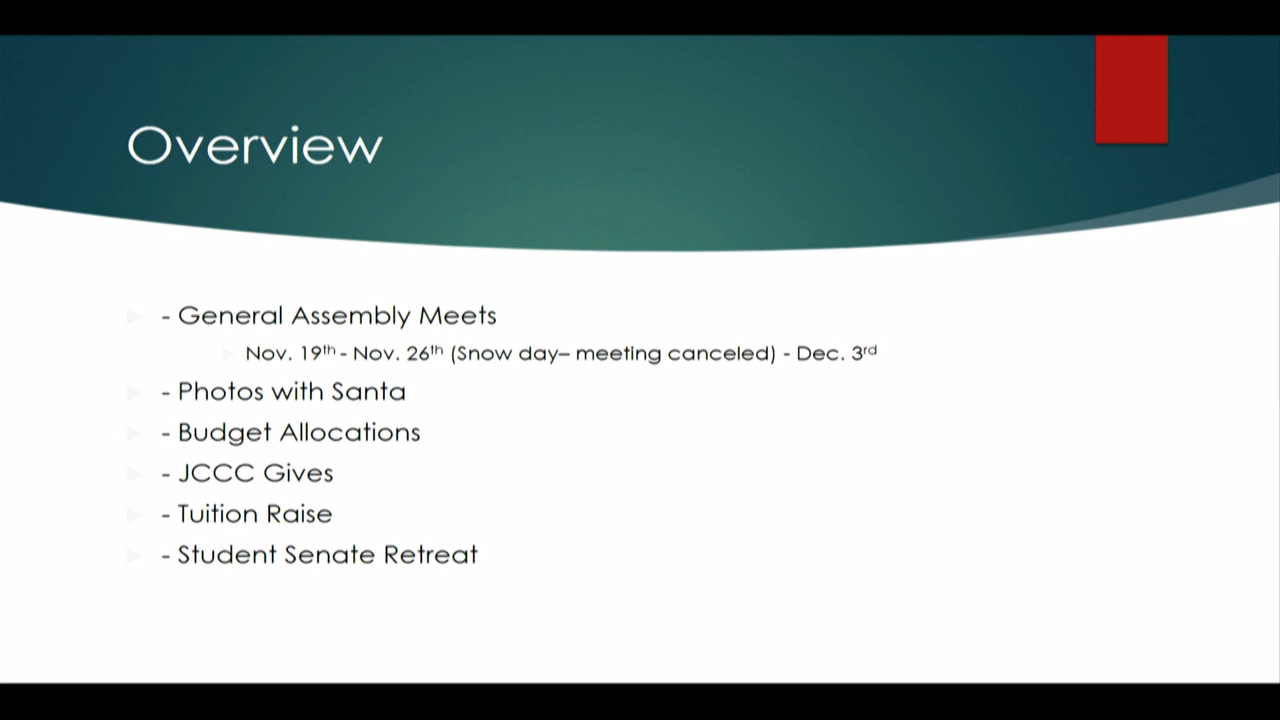 Overview
- General Assembly Meets
Nov. 19th - Nov. 26th (Snow day– meeting canceled) - Dec. 3rd
- Photos with Santa
- Budget Allocations
- JCCC Gives
- Tuition Raise
- Student Senate Retreat